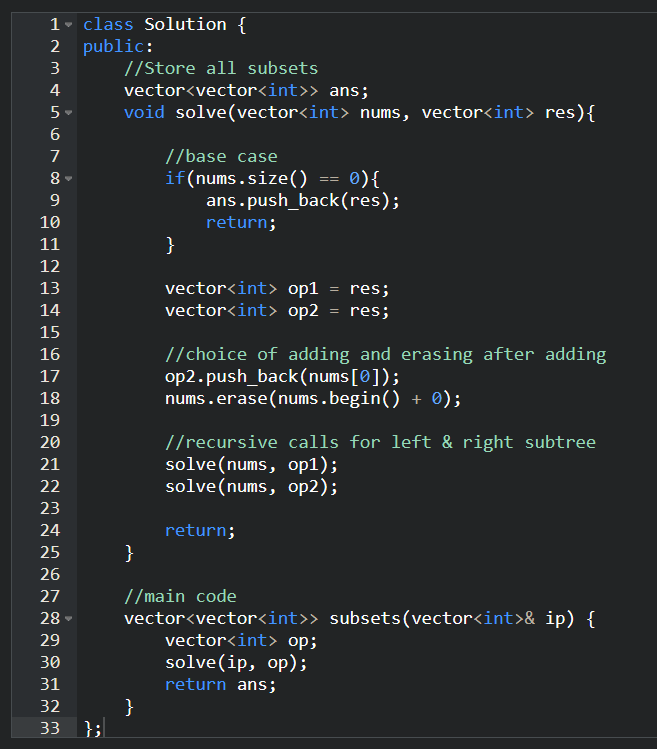 1 class Solution {
2 public:
3 //Store all subsets
4 vector<vector<int>> ans;
5 void solve(vector<int> nums, vector<int> res){
6
7 //base case
8 if(nums.size() == 0){
9 ans.push_back(res);
10 return;
11 }
12
13 vector<int> op1 = res;
14 vector<int> op2 = res;
15
16 //choice of adding and erasing after adding
17 op2.push_back(nums[0]);
18 nums.erase(nums.begin() + 0);
19
20 //recursive calls for left & right subtree
21 solve(nums, op1);
22 solve(nums, op2);
23
24 return;
25 }
26
27 //main code
28 vector<vector<int>> subsets(vector<int>& ip) {
29 vector<int> op;
30 solve(ip, op);
31 return ans;
32 }
33 };